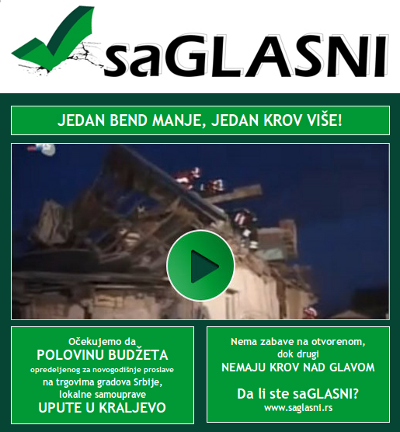 saGLASNI
JEDAN BEND MANJE, JEDAN KROV VIŠE!
Očekujemo da
POLOVINU BUDŽETA
opredeljenog za novogodišnje proslave
na trgovima gradova Srbije,
lokalne samouprave
UPUTE U KRALJEVO
Nema zabave na otvorenom,
dok drugi
NEMAJU KROV NAD GLAVOM
Da li ste saGLASNI?
www.saglasni.rs